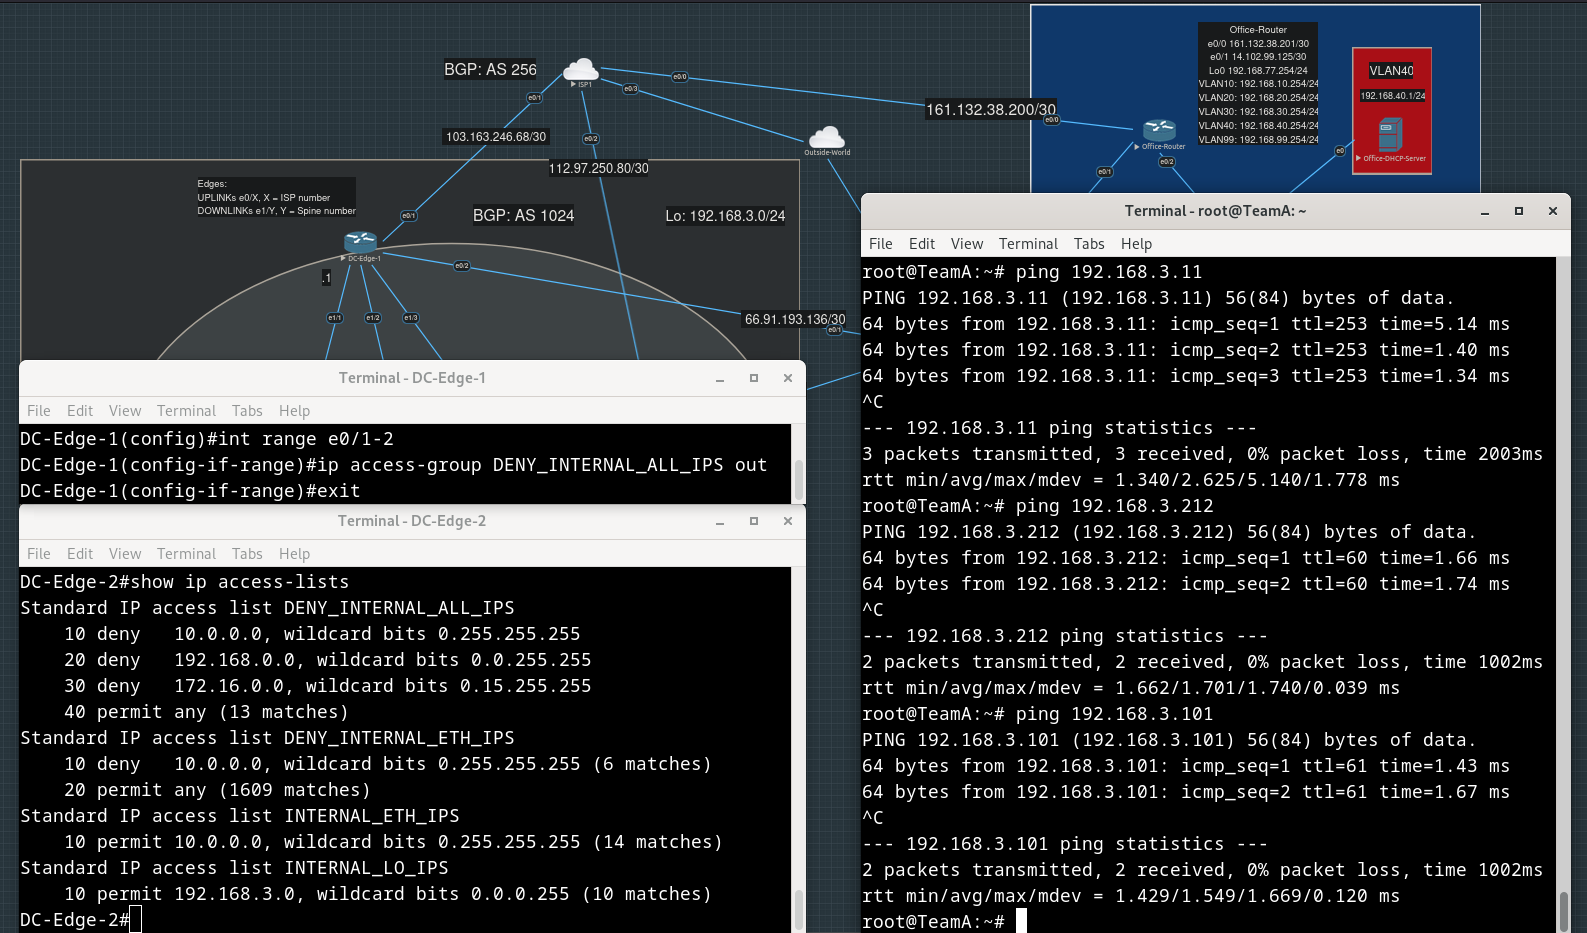 BGP: AS 256
e0/1
ISP1
e0/0
e0/3
161.132.38.200/30
e0/0
103.163.246.68/30
e0/2
112.97.250.80/30
Outside-World
Office-Router
e0/0 161.132.38.201/30
e0/1 14.102.99.125/30
Lo0 192.168.77.254/24
VLAN10: 192.168.10.254/24
VLAN20: 192.168.20.254/24
VLAN30: 192.168.30.254/24
VLAN40: 192.168.40.254/24
VLAN99: 192.168.99.254/24
VLAN40
192.168.40.1/24
Office-DHCP-Server
Office-Router
e0/1
e0/2
e0
Edges:
UPLINKs e0/X, X = ISP number
DOWNLINKs e1/Y, Y = Spine number
e0/1
BGP: AS 1024
Lo: 192.168.3.0/24
DC-Edge-1
.1
e0/2
e1/1
e1/2
e1/3
66.91.193.136/30
e0/1
Terminal - DC-Edge-1
File Edit View Terminal Tabs Help
DC-Edge-1(config)#int range e0/1-2
DC-Edge-1(config-if-range)#ip access-group DENY_INTERNAL_ALL_IPS out
DC-Edge-1(config-if-range)#exit
Terminal - DC-Edge-2
File Edit View Terminal Tabs Help
DC-Edge-2#show ip access-lists
Standard IP access list DENY_INTERNAL_ALL_IPS
    10 deny   10.0.0.0, wildcard bits 0.255.255.255
    20 deny   192.168.0.0, wildcard bits 0.0.255.255
    30 deny   172.16.0.0, wildcard bits 0.15.255.255
    40 permit any (13 matches)
Standard IP access list DENY_INTERNAL_ETH_IPS
    10 deny   10.0.0.0, wildcard bits 0.255.255.255 (6 matches)
    20 permit any (1609 matches)
Standard IP access list INTERNAL_ETH_IPS
    10 permit 10.0.0.0, wildcard bits 0.255.255.255 (14 matches)
Standard IP access list INTERNAL_LO_IPS
    10 permit 192.168.3.0, wildcard bits 0.0.0.255 (10 matches)
DC-Edge-2#
Terminal - root@TeamA: ~
File Edit View Terminal Tabs Help
root@TeamA:~# ping 192.168.3.11
PING 192.168.3.11 (192.168.3.11) 56(84) bytes of data.
64 bytes from 192.168.3.11: icmp_seq=1 ttl=253 time=5.14 ms
64 bytes from 192.168.3.11: icmp_seq=2 ttl=253 time=1.40 ms
64 bytes from 192.168.3.11: icmp_seq=3 ttl=253 time=1.34 ms
^C
--- 192.168.3.11 ping statistics ---
3 packets transmitted, 3 received, 0% packet loss, time 2003ms
rtt min/avg/max/mdev = 1.340/2.625/5.140/1.778 ms
root@TeamA:~# ping 192.168.3.212
PING 192.168.3.212 (192.168.3.212) 56(84) bytes of data.
64 bytes from 192.168.3.212: icmp_seq=1 ttl=60 time=1.66 ms
64 bytes from 192.168.3.212: icmp_seq=2 ttl=60 time=1.74 ms
^C
--- 192.168.3.212 ping statistics ---
2 packets transmitted, 2 received, 0% packet loss, time 1002ms
rtt min/avg/max/mdev = 1.662/1.701/1.740/0.039 ms
root@TeamA:~# ping 192.168.3.101
PING 192.168.3.101 (192.168.3.101) 56(84) bytes of data.
64 bytes from 192.168.3.101: icmp_seq=1 ttl=61 time=1.43 ms
64 bytes from 192.168.3.101: icmp_seq=2 ttl=61 time=1.67 ms
^C
--- 192.168.3.101 ping statistics ---
2 packets transmitted, 2 received, 0% packet loss, time 1002ms
rtt min/avg/max/mdev = 1.429/1.549/1.669/0.120 ms
root@TeamA:~#